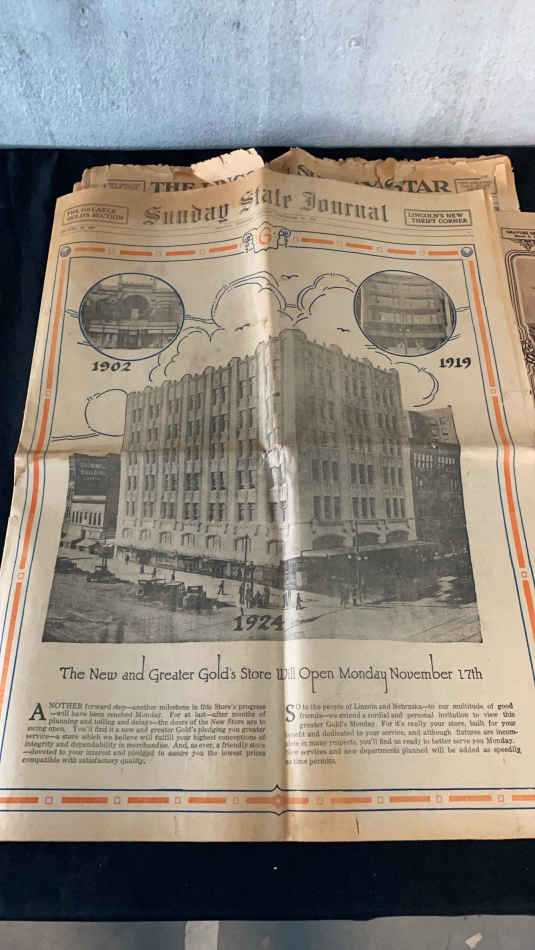 THE LINC
STAR
Sunday State Journal
SECTION
LINCOLN'S NEW
THRIFT CORNER
G
1902
1919
1924
The New and Greater Gold's Store Will Open Monday November 17th
ANOTHER forward step—another milestone in this Store's progress
—will have been reached Monday. For at last—after months of
planning and toiling and delays—the doors of the New Store are to
swing open. You'll find it a new and greater Gold's pledging you greater
service—a store which we believe will fulfill your highest conceptions of
integrity and dependability in merchandise. And, as ever, a friendly store
—devoted to your interest and pledged to assure you the lowest prices
compatible with satisfactory quality.
SO to the people of Lincoln and Nebraska—to our multitude of good
friends—we extend a cordial and personal invitation to view this
greater Gold's Monday. For it's really your store, built for your
benefit and dedicated to your service, and although fixtures are incom-
plete in many respects, you'll find us ready to better serve you Monday.
services and new departments planned will be added as speedily
as time permits.